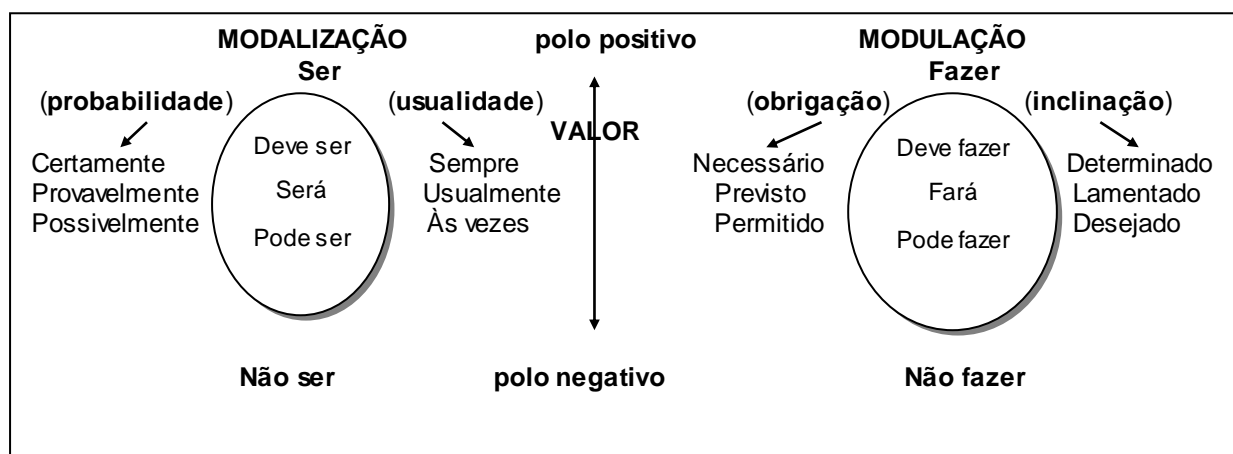 MODALIZAÇÃO polo positivo MODULAÇÃO
Ser Fazer
(probabilidade) (usualidade) (obrigação) (inclinação)
VALOR
Certamente
Provavelmente
Possivelmente
Deve ser
Será
Pode ser
Sempre
Usualmente
Às vezes
Necessário
Previsto
Permitido
Deve fazer
Fará
Pode fazer
Determinado
Lamentado
Desejado
Não ser polo negativo Não fazer